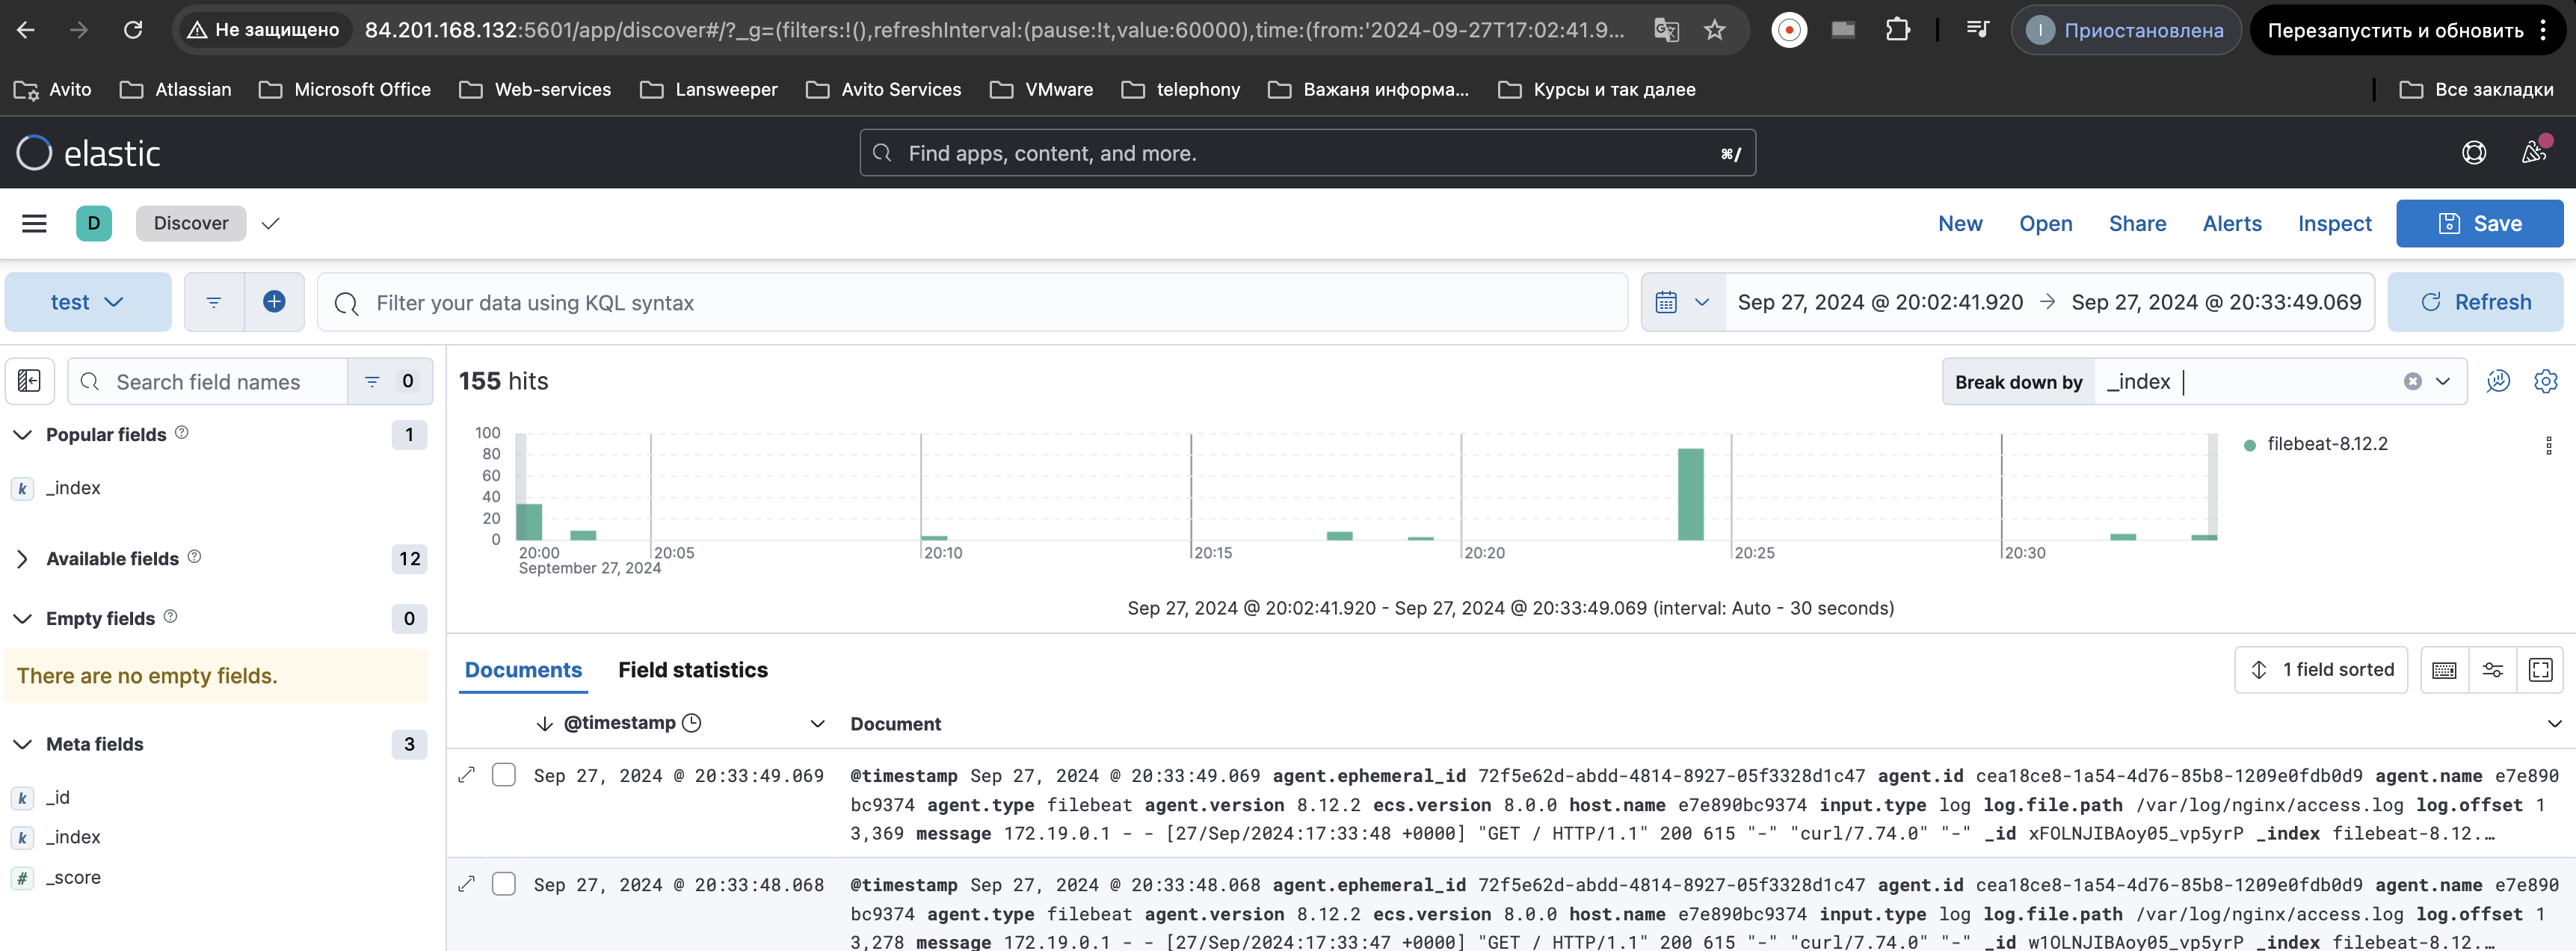 Не защищено
84.201.168.132:5601/app/discover#/?_g=(filters:!(),refreshInterval:(pause:!t,value:60000),time:(from:'2024-09-27T17:02:41.9...
I Приостановлена
Перезапустить и обновить
Avito Atlassian Microsoft Office Web-services Lansweeper Avito Services VMware telephony Важаня информа... Курсы и так далее Все закладки
elastic
Find apps, content, and more. ⌘/
D Discover New Open Share Alerts Inspect Save
test Filter your data using KQL syntax Sep 27, 2024 @ 20:02:41.920 → Sep 27, 2024 @ 20:33:49.069 Refresh
Search field names 0
Popular fields 1
k _index
Available fields 12
Empty fields 0
There are no empty fields.
Meta fields 3
k _id
k _index
# _score
155 hits
Break down by _index
100
80
60
40
20
0
20:00 20:05 20:10 20:15 20:20 20:25 20:30
September 27, 2024
filebeat-8.12.2
Sep 27, 2024 @ 20:02:41.920 - Sep 27, 2024 @ 20:33:49.069 (interval: Auto - 30 seconds)
Documents Field statistics 1 field sorted
@timestamp Document
Sep 27, 2024 @ 20:33:49.069 @timestamp Sep 27, 2024 @ 20:33:49.069 agent.ephemeral_id 72f5e62d-abdd-4814-8927-05f3328d1c47 agent.id cea18ce8-1a54-4d76-85b8-1209e0fdb0d9 agent.name e7e890
bc9374 agent.type filebeat agent.version 8.12.2 ecs.version 8.0.0 host.name e7e890bc9374 input.type log log.file.path /var/log/nginx/access.log log.offset 1
3,369 message 172.19.0.1 - - [27/Sep/2024:17:33:48 +0000] "GET / HTTP/1.1" 200 615 "-" "curl/7.74.0" "-" _id xFOLNJIBAoy05_vp5yrP _index filebeat-8.12.…
Sep 27, 2024 @ 20:33:48.068 @timestamp Sep 27, 2024 @ 20:33:48.068 agent.ephemeral_id 72f5e62d-abdd-4814-8927-05f3328d1c47 agent.id cea18ce8-1a54-4d76-85b8-1209e0fdb0d9 agent.name e7e890
bc9374 agent.type filebeat agent.version 8.12.2 ecs.version 8.0.0 host.name e7e890bc9374 input.type log log.file.path /var/log/nginx/access.log log.offset 1
3,278 message 172.19.0.1 - - [27/Sep/2024:17:33:47 +0000] "GET / HTTP/1.1" 200 615 "-" "curl/7.74.0" "-" _id w1OLNJIBAoy05_vp5yrP _index filebeat-8.12.…